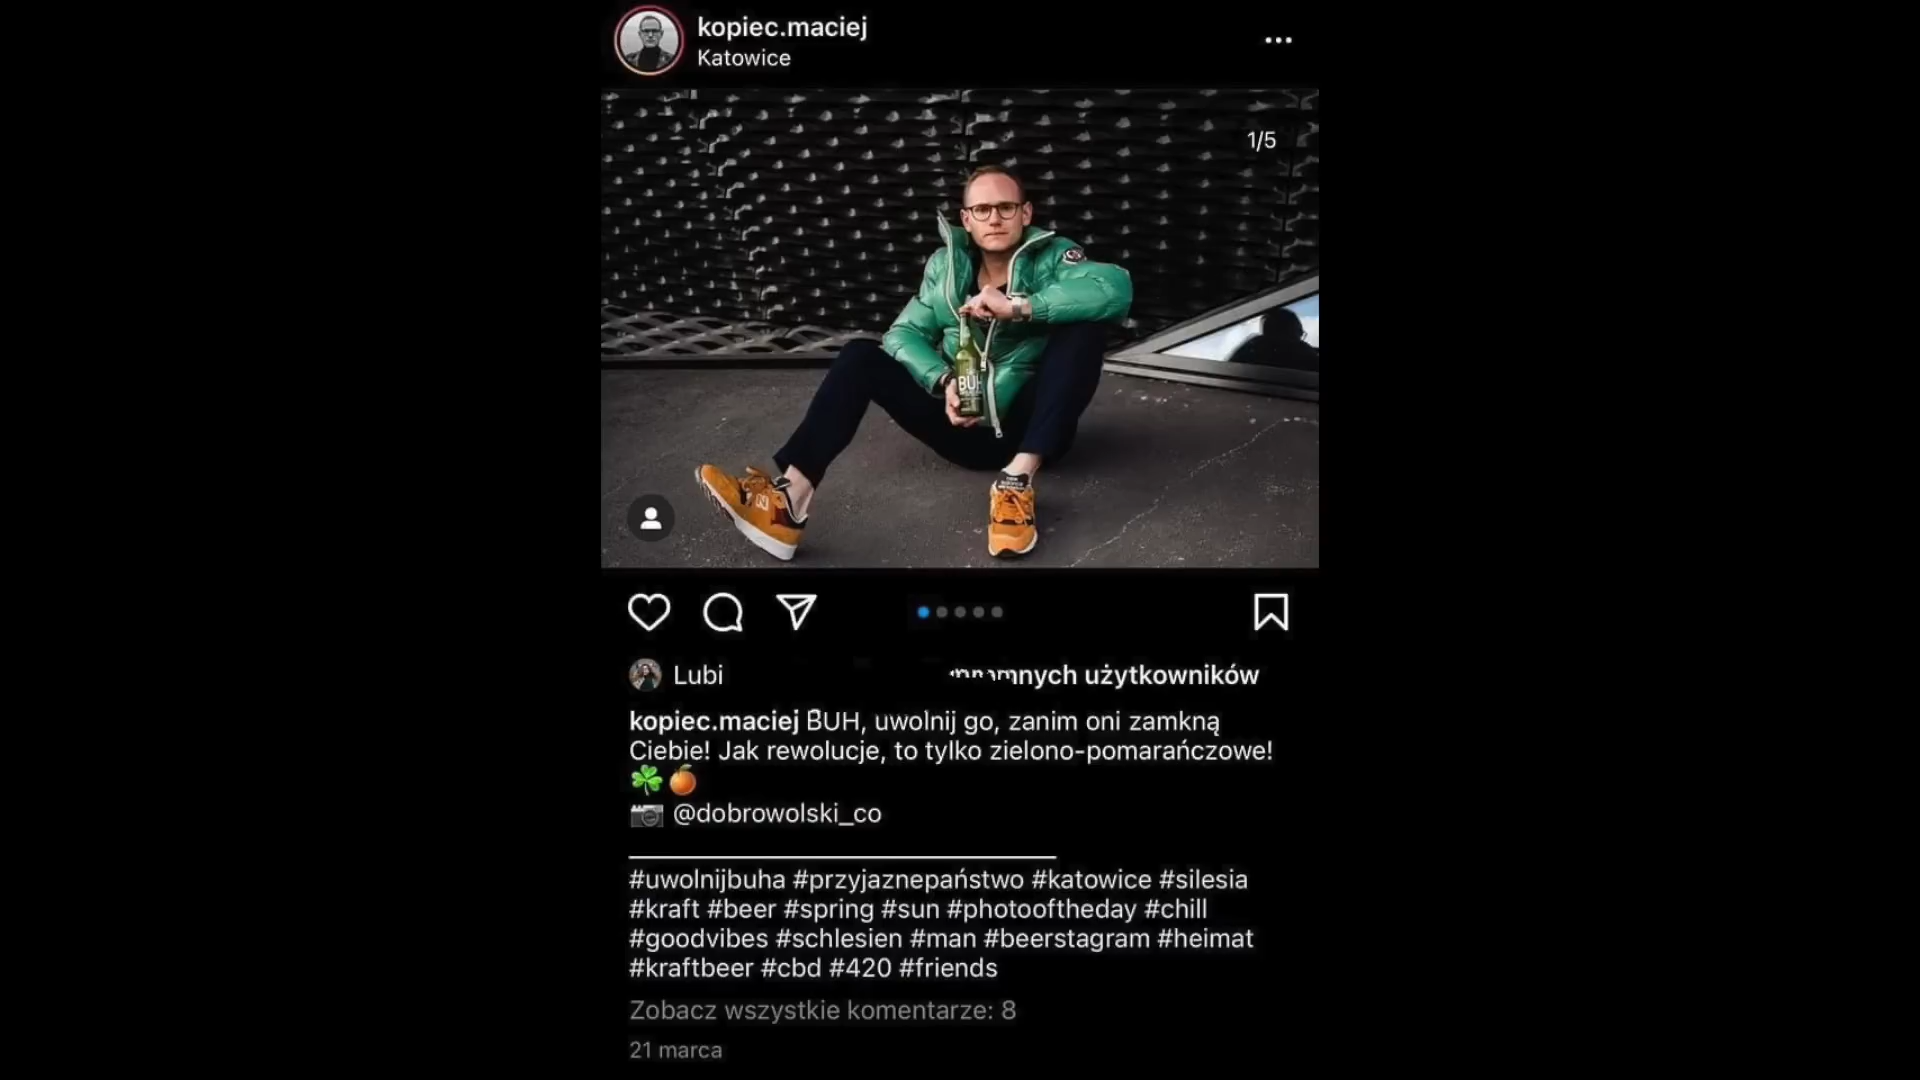 kopiec.maciej
Katowice
1/5
BUH
N
Lubi
innych użytkowników
kopiec.maciej BUH, uwolnij go, zanim oni zamkną
Ciebie! Jak rewolucje, to tylko zielono-pomarańczowe!
☘️🍊
📷 @dobrowolski_co
#uwolnijbuha #przyjaznepaństwo #katowice #silesia
#kraft #beer #spring #sun #photooftheday #chill
#goodvibes #schlesien #man #beerstagram #heimat
#kraftbeer #cbd #420 #friends
Zobacz wszystkie komentarze: 8
21 marca